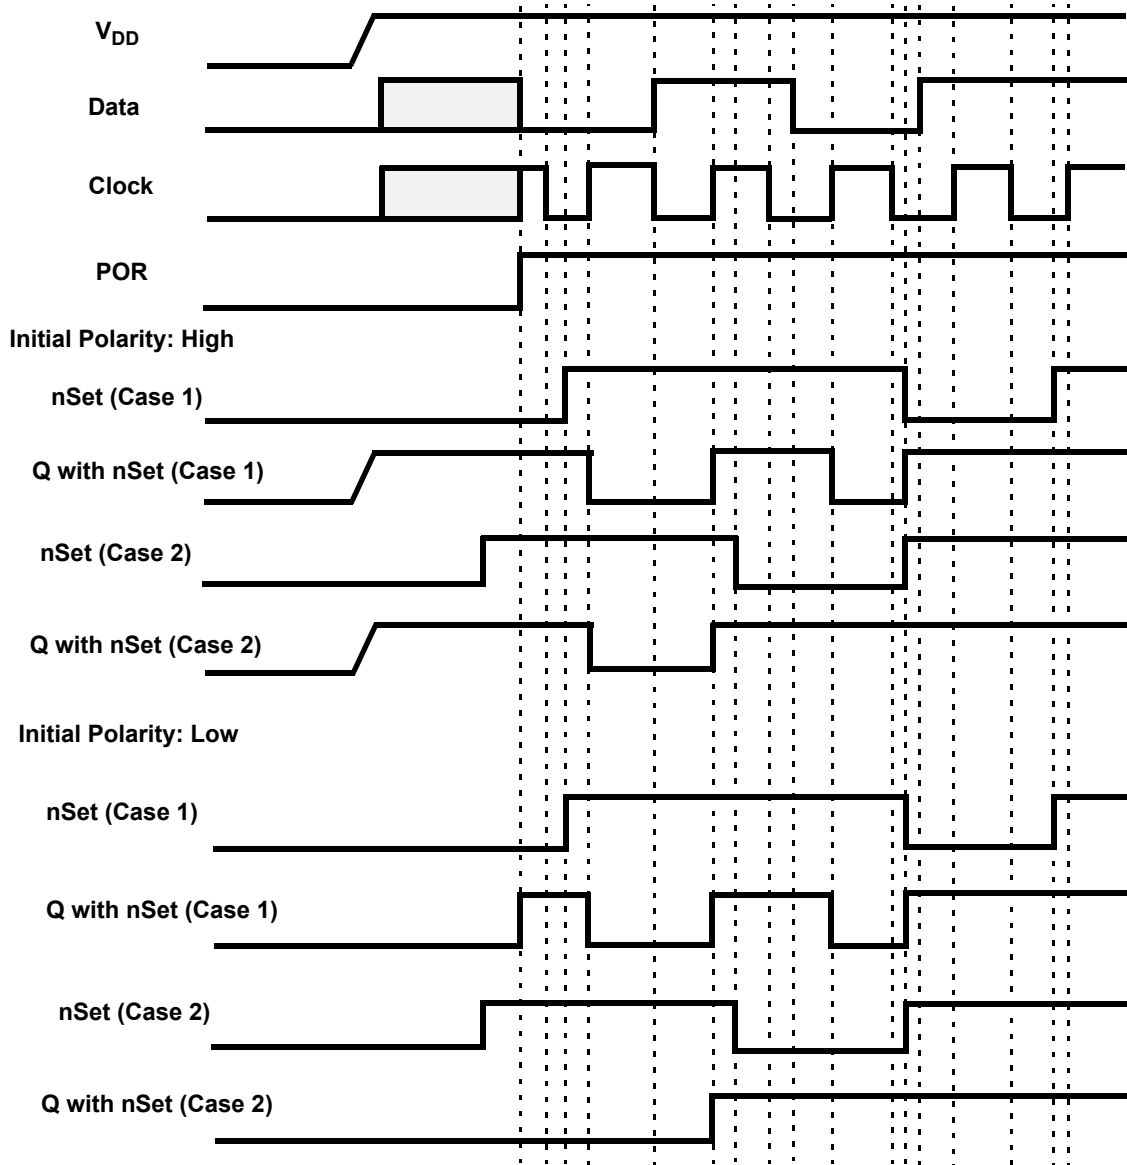 VDD
Data
Clock
POR
Initial Polarity: High
nSet (Case 1)
Q with nSet (Case 1)
nSet (Case 2)
Q with nSet (Case 2)
Initial Polarity: Low
nSet (Case 1)
Q with nSet (Case 1)
nSet (Case 2)
Q with nSet (Case 2)